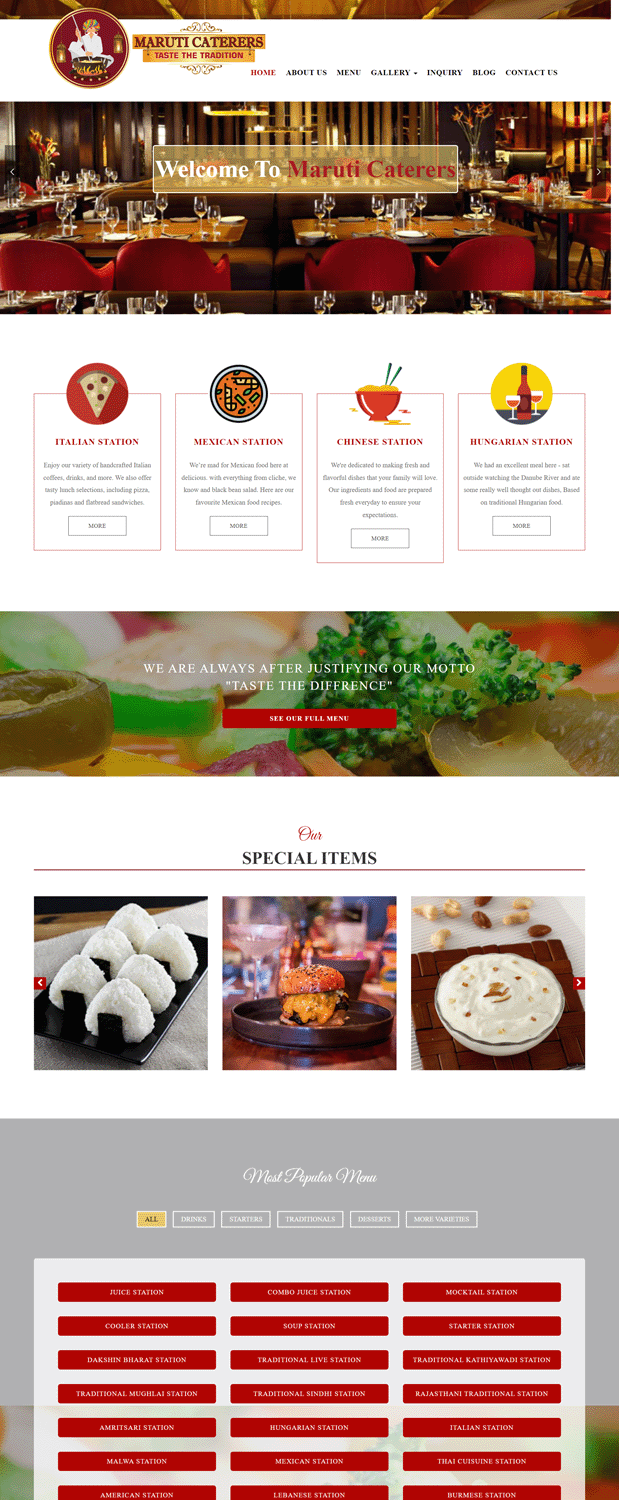 MARUTI CATERERS
TASTE THE TRADITION
HOME ABOUT US MENU GALLERY INQUIRY BLOG CONTACT US
Welcome To Maruti Caterers
ITALIAN STATION
Enjoy our variety of handcrafted Italian
coffees, drinks, and more. We also offer
tasty lunch selections, including pizza,
piadinas and flatbread sandwiches.
MORE
MEXICAN STATION
We're mad for Mexican food here at
delicious. with everything from cliche, we
know and black bean salad. Here are our
favourite Mexican food recipes.
MORE
CHINESE STATION
We're dedicated to making fresh and
flavorful dishes that your family will love.
Our ingredients and food are prepared
fresh everyday to ensure your
expectations.
MORE
HUNGARIAN STATION
We had an excellent meal here - sat
outside watching the Danube River and ate
some really well thought out dishes, Based
on traditional Hungarian food.
MORE
WE ARE ALWAYS AFTER JUSTIFYING OUR MOTTO
"TASTE THE DIFFRENCE"
SEE OUR FULL MENU
Our
SPECIAL ITEMS
Most Popular Menu
ALL DRINKS STARTERS TRADITIONALS DESSERTS MORE VARIETIES
JUICE STATION COMBO JUICE STATION MOCKTAIL STATION
COOLER STATION SOUP STATION STARTER STATION
DAKSHIN BHARAT STATION TRADITIONAL LIVE STATION TRADITIONAL KATHIYAWADI STATION
TRADITIONAL MUGHLAI STATION TRADITIONAL SINDHI STATION RAJASTHANI TRADITIONAL STATION
AMRITSARI STATION HUNGARIAN STATION ITALIAN STATION
MALWA STATION MEXICAN STATION THAI CUISUINE STATION
AMERICAN STATION LEBANESE STATION BURMESE STATION